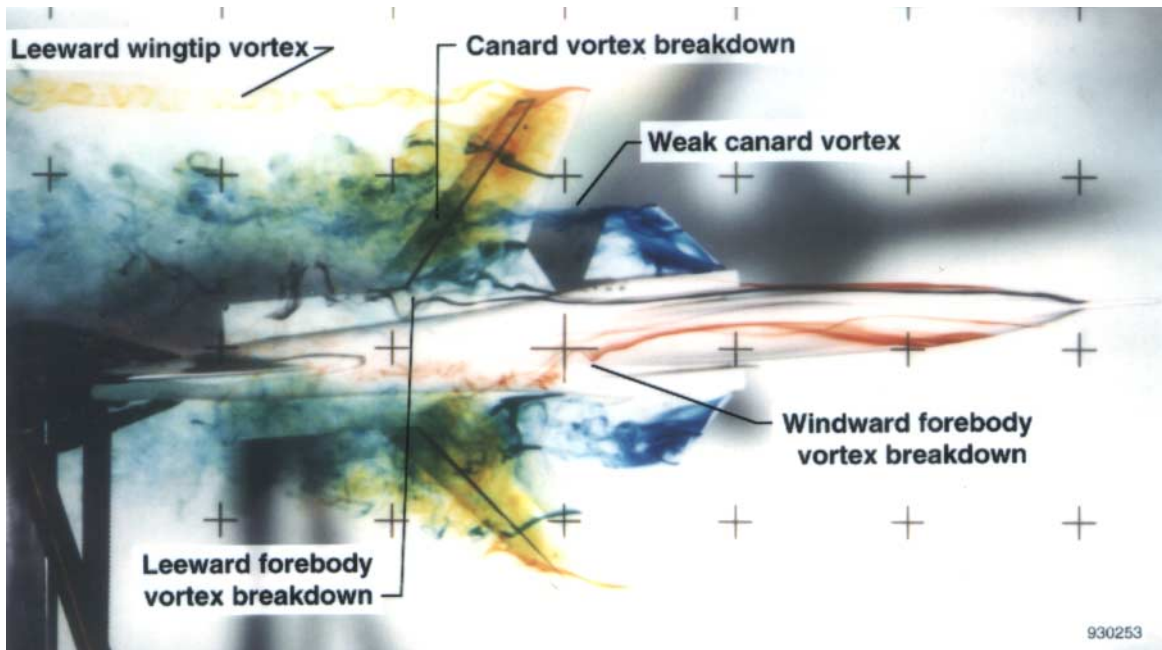 Leeward wingtip vortex
Canard vortex breakdown
Weak canard vortex
Windward forebody
vortex breakdown
Leeward forebody
vortex breakdown
930253